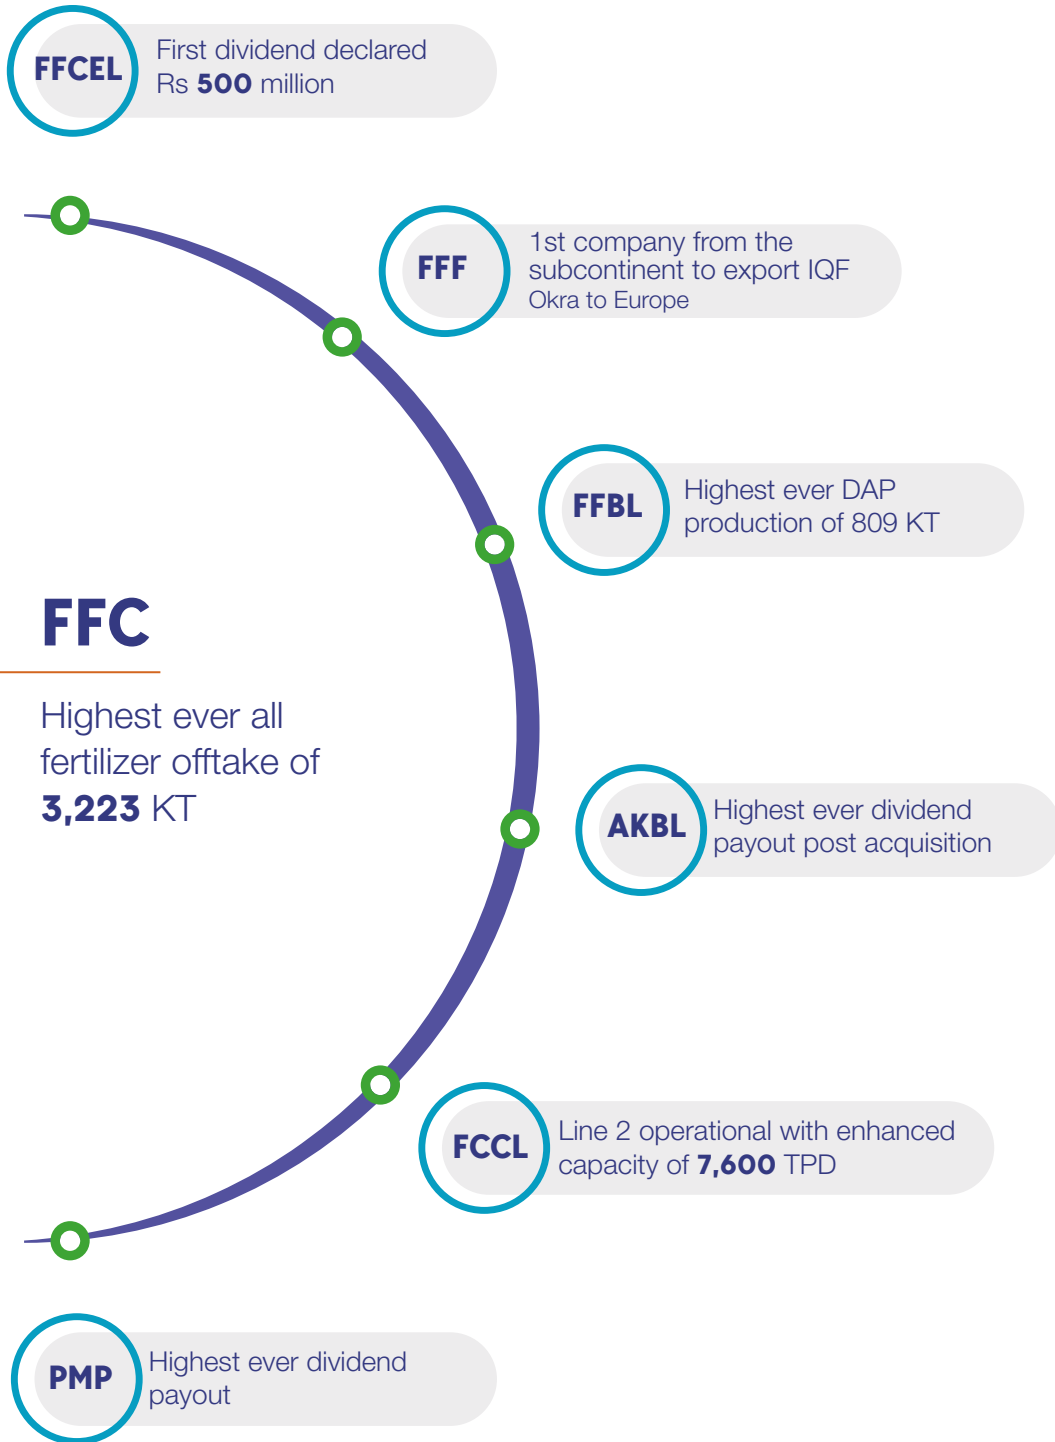 FFCEL
First dividend declared
Rs 500 million
FFF
1st company from the
subcontinent to export IQF
Okra to Europe
FFBL
Highest ever DAP
production of 809 KT
FFC
Highest ever all
fertilizer offtake of
3,223 KT
AKBL
Highest ever dividend
payout post acquisition
FCCL
Line 2 operational with enhanced
capacity of 7,600 TPD
PMP
Highest ever dividend
payout